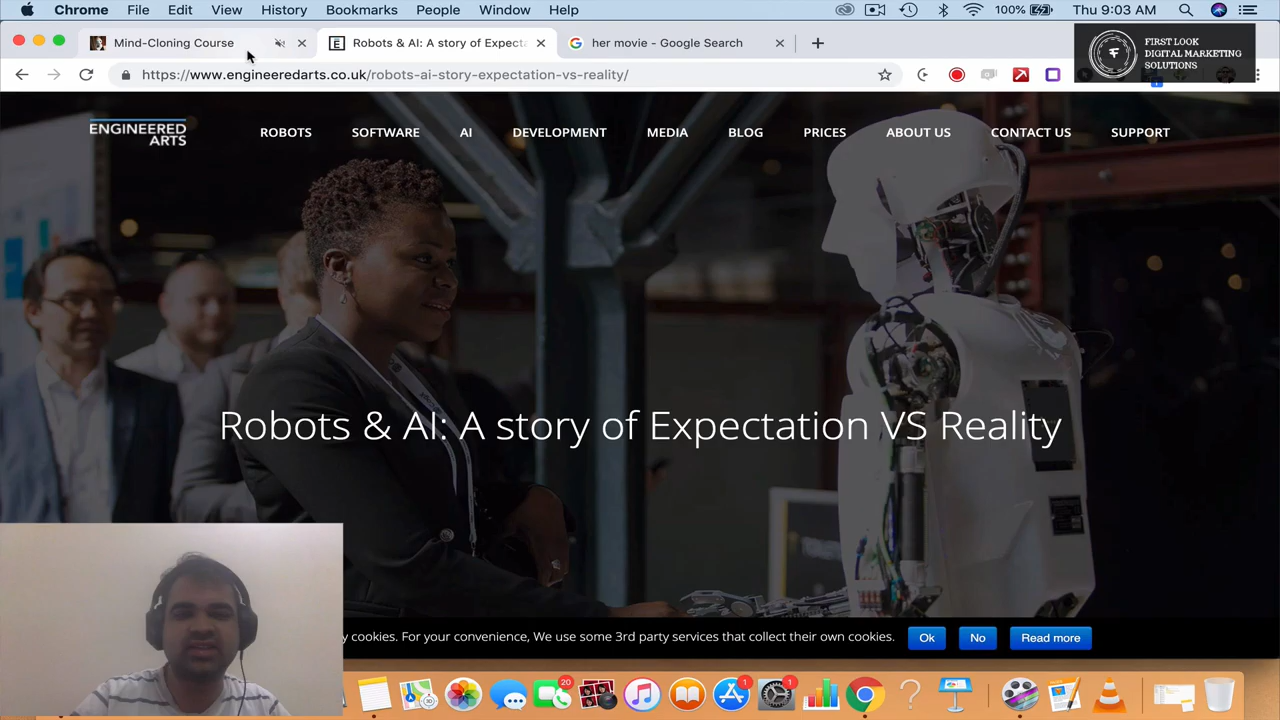 Chrome File Edit View History Bookmarks People Window Help 100% Thu 9:03 AM
Mind-Cloning Course
Robots & AI: A story of Expecta
her movie - Google Search
FIRST LOOK
DIGITAL MARKETING
SOLUTIONS
https://www.engineeredarts.co.uk/robots-ai-story-expectation-vs-reality/
ENGINEERED
ARTS
ROBOTS SOFTWARE AI DEVELOPMENT MEDIA BLOG PRICES ABOUT US CONTACT US SUPPORT
Robots & AI: A story of Expectation VS Reality
cookies. For your convenience, We use some 3rd party services that collect their own cookies.
Ok No Read more
20
1
1